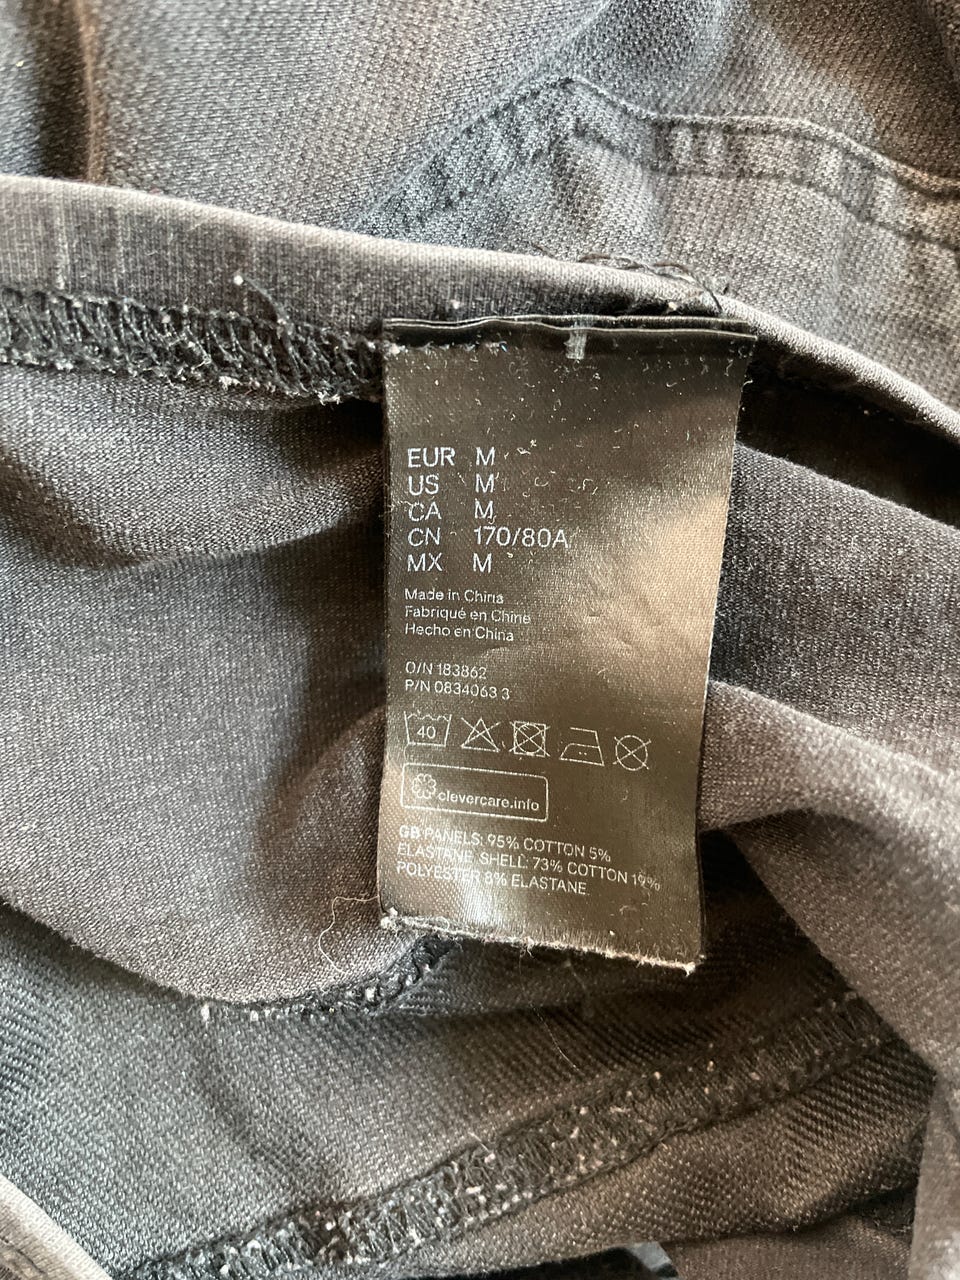 EUR M
US M
CA M
CN 170/80A
MX M
Made in China
Fabriqué en Chine
Hecho en China
O/N 183862
P/N 0834063 3
40
clevercare.info
GB PANELS: 95% COTTON 5%
ELASTANE. SHELL: 73% COTTON 19%
POLYESTER 8% ELASTANE.